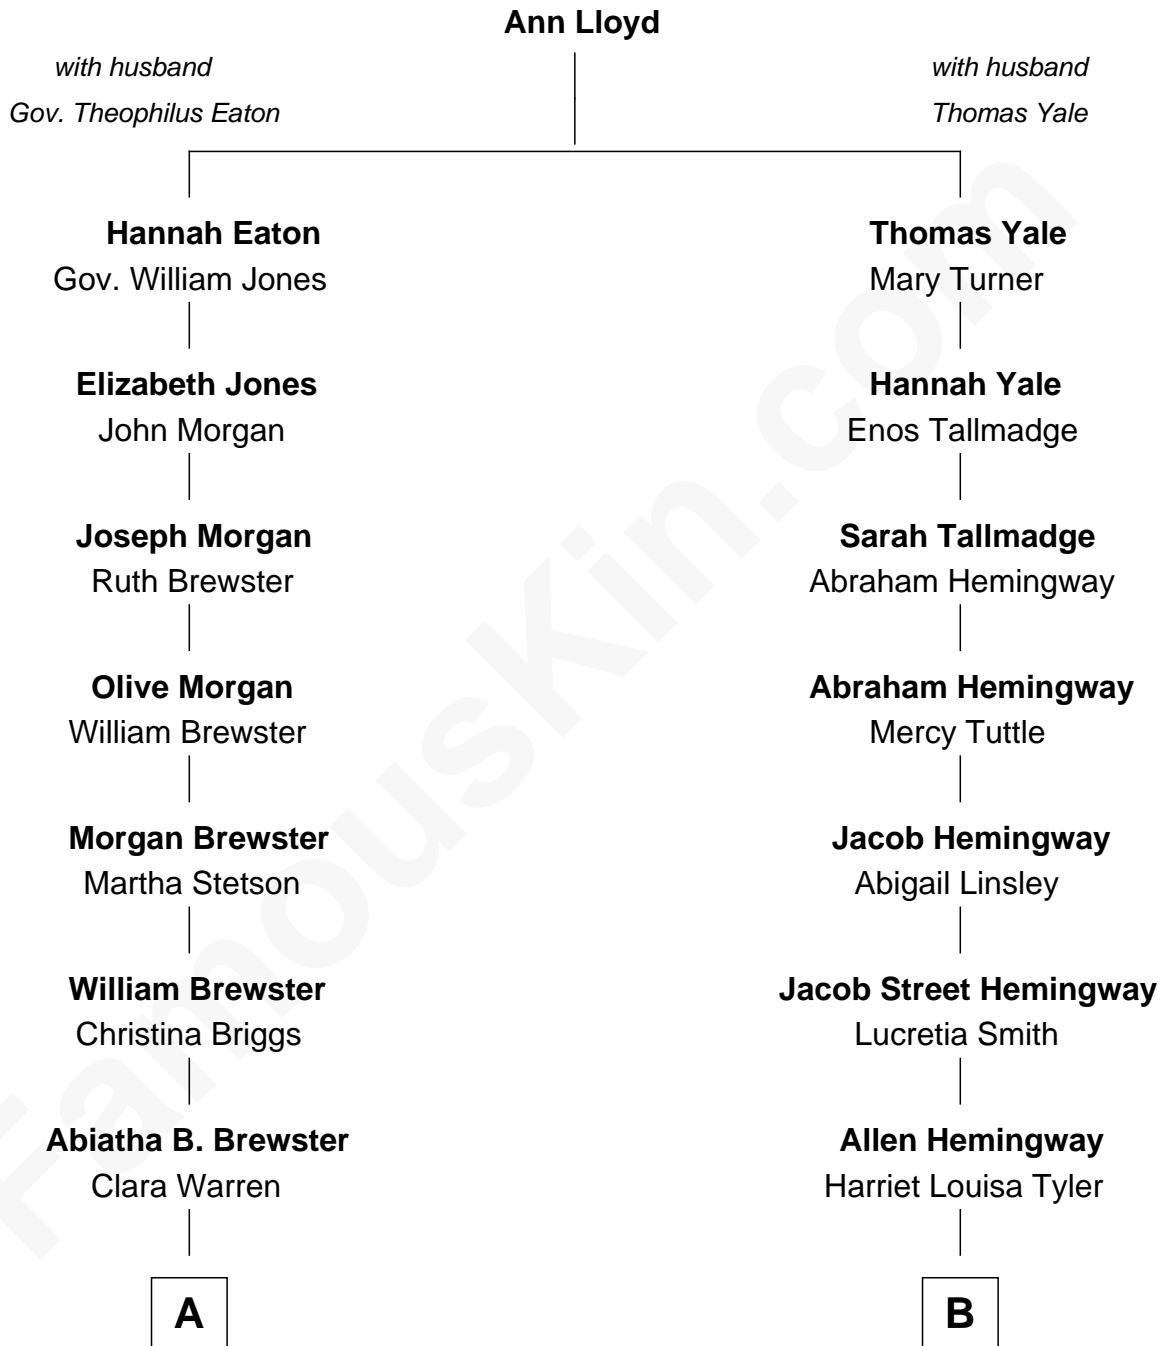 Ann Lloyd
with husband
Gov. Theophilus Eaton
with husband
Thomas Yale
Hannah Eaton
Gov. William Jones
Elizabeth Jones
John Morgan
Joseph Morgan
Ruth Brewster
Olive Morgan
William Brewster
Morgan Brewster
Martha Stetson
William Brewster
Christina Briggs
Abiatha B. Brewster
Clara Warren
A
Thomas Yale
Mary Turner
Hannah Yale
Enos Tallmadge
Sarah Tallmadge
Abraham Hemingway
Abraham Hemingway
Mercy Tuttle
Jacob Hemingway
Abigail Linsley
Jacob Street Hemingway
Lucretia Smith
Allen Hemingway
Harriet Louisa Tyler
B
FamousKin.com